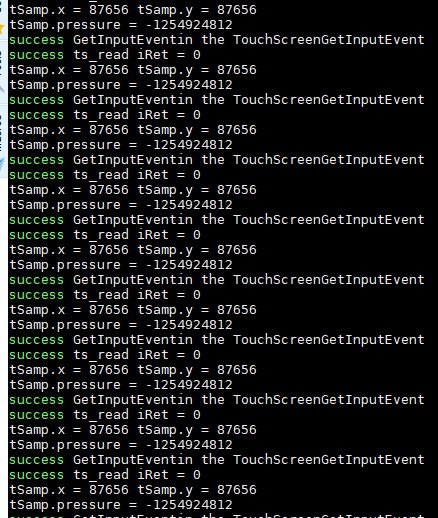 tSamp.x = 87656 tSamp.y = 87656
tSamp.pressure = -1254924812
success GetInputEventin the TouchScreenGetInputEvent
success ts_read iRet = 0
tSamp.x = 87656 tSamp.y = 87656
tSamp.pressure = -1254924812
success GetInputEventin the TouchScreenGetInputEvent
success ts_read iRet = 0
tSamp.x = 87656 tSamp.y = 87656
tSamp.pressure = -1254924812
success GetInputEventin the TouchScreenGetInputEvent
success ts_read iRet = 0
tSamp.x = 87656 tSamp.y = 87656
tSamp.pressure = -1254924812
success GetInputEventin the TouchScreenGetInputEvent
success ts_read iRet = 0
tSamp.x = 87656 tSamp.y = 87656
tSamp.pressure = -1254924812
success GetInputEventin the TouchScreenGetInputEvent
success ts_read iRet = 0
tSamp.x = 87656 tSamp.y = 87656
tSamp.pressure = -1254924812
success GetInputEventin the TouchScreenGetInputEvent
success ts_read iRet = 0
tSamp.x = 87656 tSamp.y = 87656
tSamp.pressure = -1254924812
success GetInputEventin the TouchScreenGetInputEvent
success ts_read iRet = 0
tSamp.x = 87656 tSamp.y = 87656
tSamp.pressure = -1254924812
success GetInputEventin the TouchScreenGetInputEvent
success ts_read iRet = 0
tSamp.x = 87656 tSamp.y = 87656
tSamp.pressure = -1254924812
success GetInputEventin the TouchScreenGetInputEvent